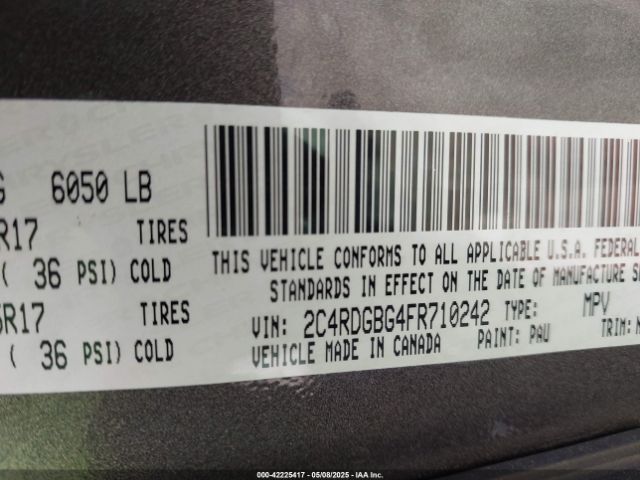 G 6050 LB
R17 TIRES
( 36 PSI) COLD
5R17 TIRES
( 36 PSI) COLD
THIS VEHICLE CONFORMS TO ALL APPLICABLE U.S.A. FEDERAL
STANDARDS IN EFFECT ON THE DATE OF MANUFACTURE
VIN: 2C4RDGBG4FR710242 TYPE: MPV
VEHICLE MADE IN CANADA PAINT: PAU TRIM:
000-42225417 - 05/08/2025 - IAA Inc.